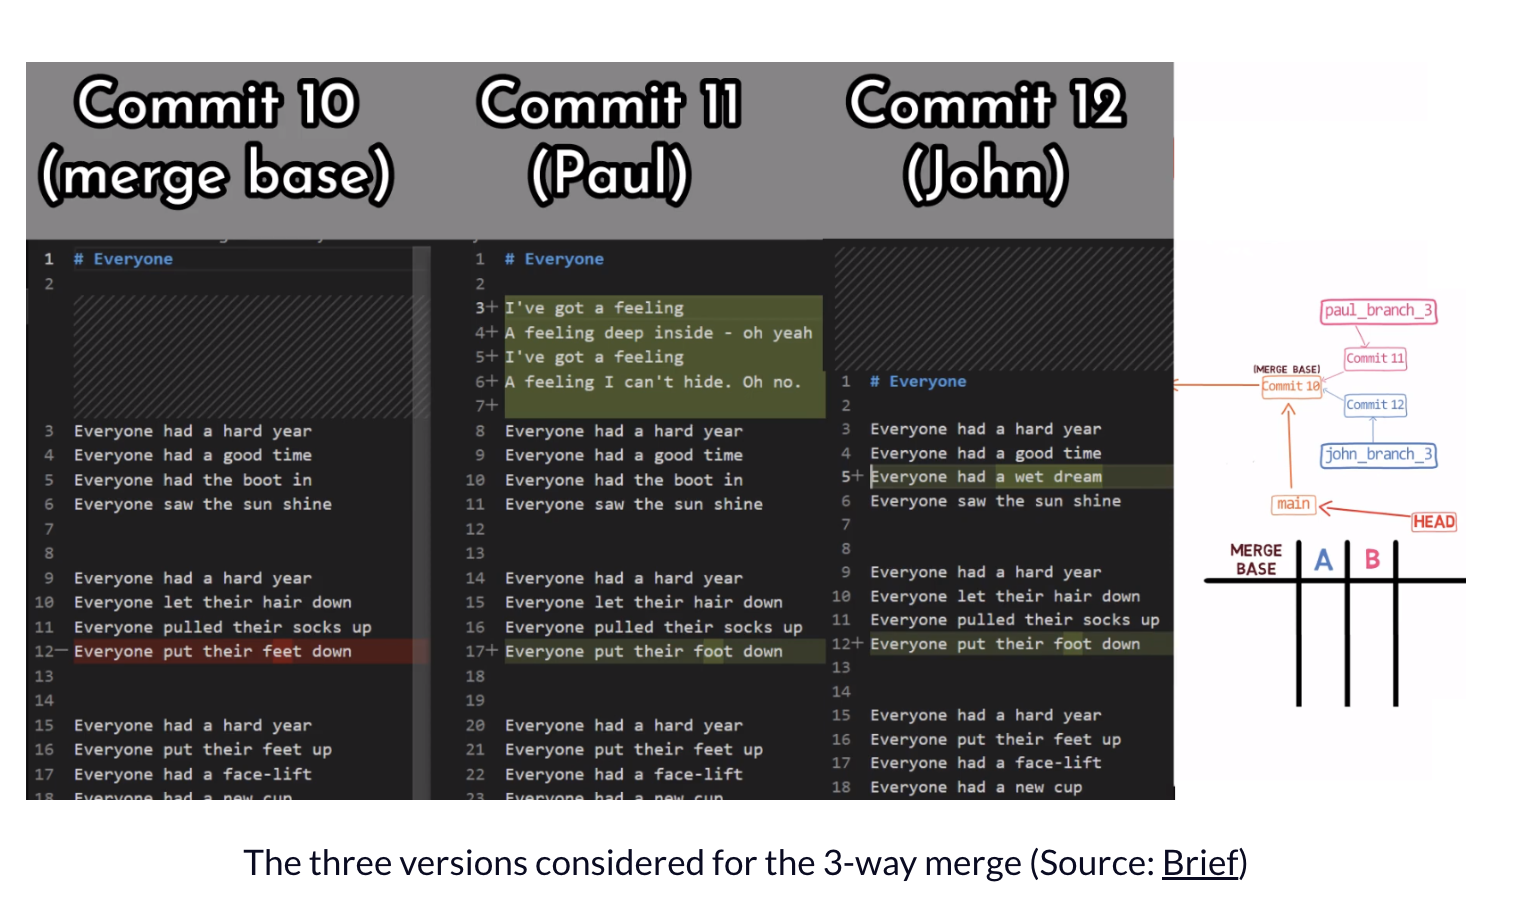 Commit 10
(merge base)
Commit 11
(Paul)
Commit 12
(John)
1 # Everyone
2
3 Everyone had a hard year
4 Everyone had a good time
5 Everyone had the boot in
6 Everyone saw the sun shine
7
8
9 Everyone had a hard year
10 Everyone let their hair down
11 Everyone pulled their socks up
12— Everyone put their feet down
13
14
15 Everyone had a hard year
16 Everyone put their feet up
17 Everyone had a face-lift
18 Everyone had a new cup
1 # Everyone
2
3+ I've got a feeling
4+ A feeling deep inside - oh yeah
5+ I've got a feeling
6+ A feeling I can't hide. Oh no.
7+
8 Everyone had a hard year
9 Everyone had a good time
10 Everyone had the boot in
11 Everyone saw the sun shine
12
13
14 Everyone had a hard year
15 Everyone let their hair down
16 Everyone pulled their socks up
17+ Everyone put their foot down
18
19
20 Everyone had a hard year
21 Everyone put their feet up
22 Everyone had a face-lift
23 Everyone had a new cup
1 # Everyone
2
3 Everyone had a hard year
4 Everyone had a good time
5+ Everyone had a wet dream
6 Everyone saw the sun shine
7
8
9 Everyone had a hard year
10 Everyone let their hair down
11 Everyone pulled their socks up
12+ Everyone put their foot down
13
14
15 Everyone had a hard year
16 Everyone put their feet up
17 Everyone had a face-lift
18 Everyone had a new cup
paul_branch_3
Commit 11
(MERGE BASE)
Commit 10
Commit 12
john_branch_3
main
HEAD
MERGE BASE
A
B
The three versions considered for the 3-way merge (Source: Brief)